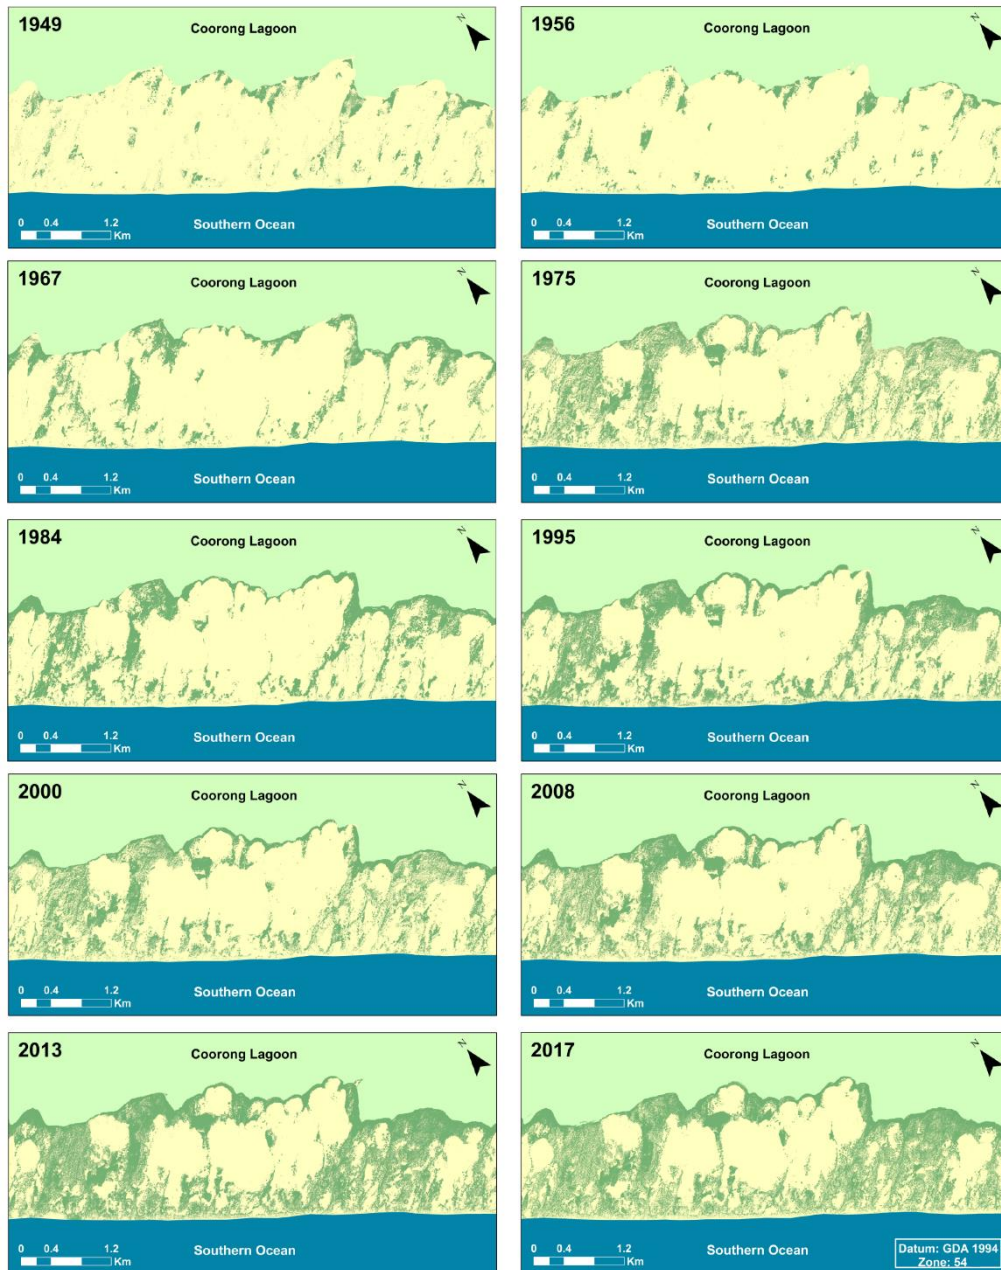 1949
Coorong Lagoon
N
0 0.4 1.2
Km
Southern Ocean
1956
Coorong Lagoon
N
0 0.4 1.2
Km
Southern Ocean
1967
Coorong Lagoon
N
0 0.4 1.2
Km
Southern Ocean
1975
Coorong Lagoon
N
0 0.4 1.2
Km
Southern Ocean
1984
Coorong Lagoon
N
0 0.4 1.2
Km
Southern Ocean
1995
Coorong Lagoon
N
0 0.4 1.2
Km
Southern Ocean
2000
Coorong Lagoon
N
0 0.4 1.2
Km
Southern Ocean
2008
Coorong Lagoon
N
0 0.4 1.2
Km
Southern Ocean
2013
Coorong Lagoon
N
0 0.4 1.2
Km
Southern Ocean
2017
Coorong Lagoon
N
0 0.4 1.2
Km
Southern Ocean
Datum: GDA 1994
Zone: 54